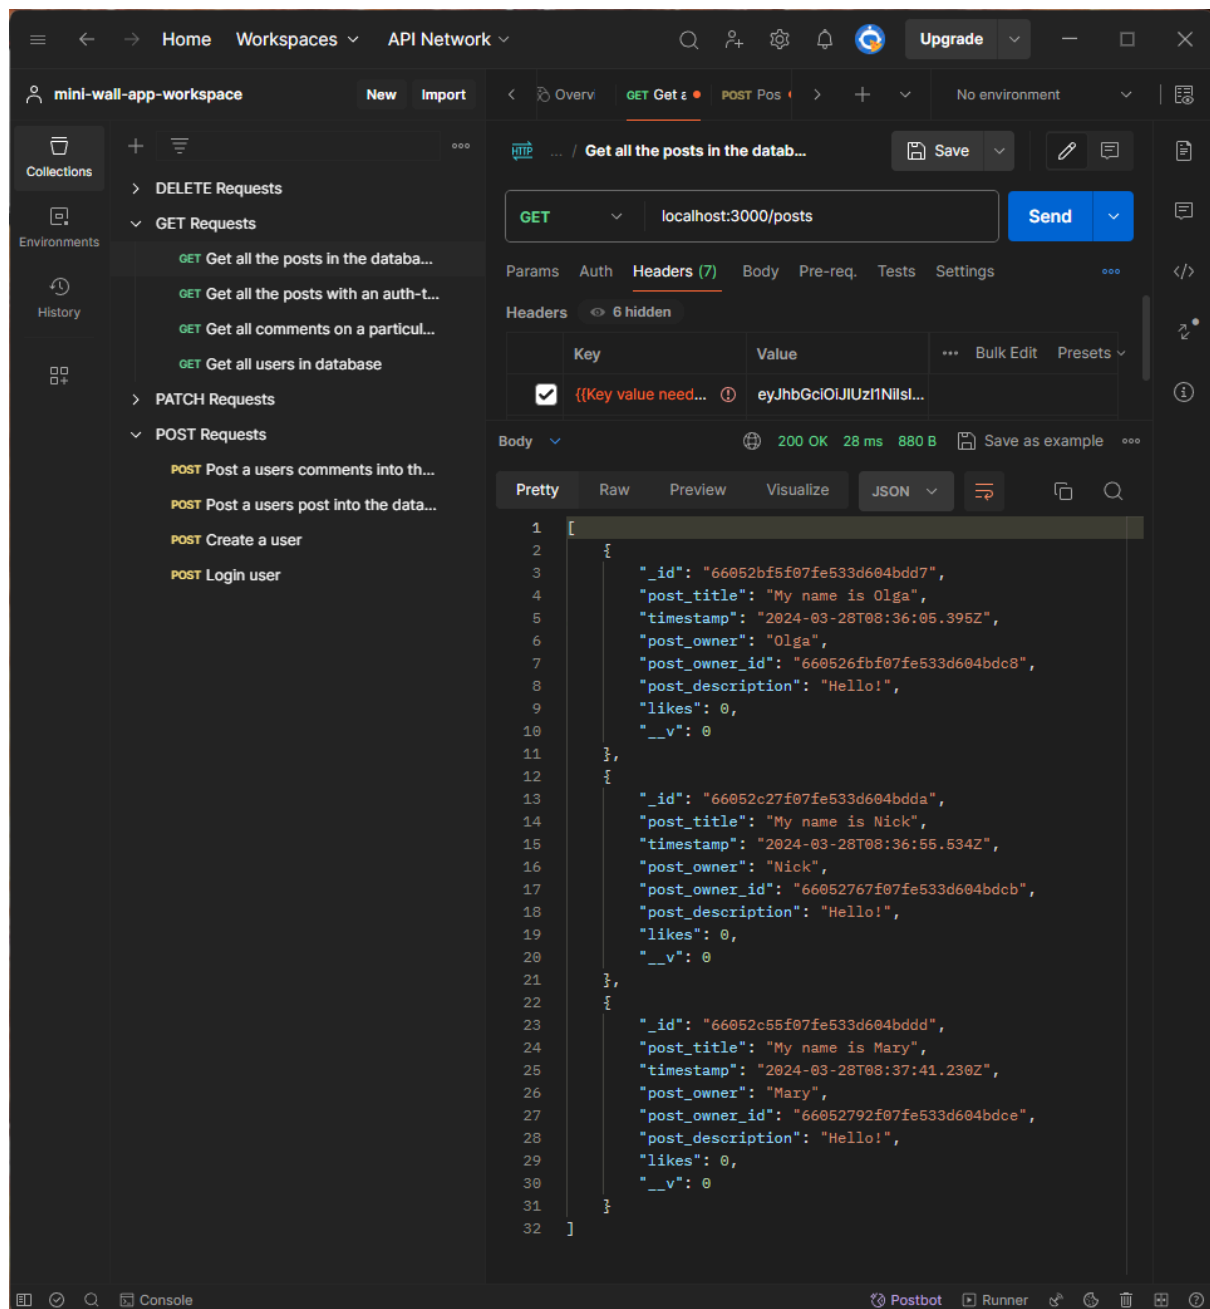 Home Workspaces API Network Upgrade
mini-wall-app-workspace New Import
GET Get a POST Pos No environment
Collections
Environments
History
DELETE Requests
GET Requests
GET Get all the posts in the databa...
GET Get all the posts with an auth-t...
GET Get all comments on a particul...
GET Get all users in database
PATCH Requests
POST Requests
POST Post a users comments into th...
POST Post a users post into the data...
POST Create a user
POST Login user
HTTP ... / Get all the posts in the datab... Save
GET localhost:3000/posts Send
Params Auth Headers (7) Body Pre-req. Tests Settings
Headers 6 hidden
Key Value Bulk Edit Presets
{{Key value need...
Body 200 OK 28 ms 880 B Save as example
Pretty Raw Preview Visualize JSON
1 [
2 {
3 "_id": "66052bf5f07fe533d604bdd7",
4 "post_title": "My name is Olga",
5 "timestamp": "2024-03-28T08:36:05.395Z",
6 "post_owner": "Olga",
7 "post_owner_id": "660526fbf07fe533d604bdc8",
8 "post_description": "Hello!",
9 "likes": 0,
10 "__v": 0
11 },
12 {
13 "_id": "66052c27f07fe533d604bdda",
14 "post_title": "My name is Nick",
15 "timestamp": "2024-03-28T08:36:55.534Z",
16 "post_owner": "Nick",
17 "post_owner_id": "66052767f07fe533d604bdcb",
18 "post_description": "Hello!",
19 "likes": 0,
20 "__v": 0
21 },
22 {
23 "_id": "66052c55f07fe533d604bddd",
24 "post_title": "My name is Mary",
25 "timestamp": "2024-03-28T08:37:41.230Z",
26 "post_owner": "Mary",
27 "post_owner_id": "66052792f07fe533d604bdce",
28 "post_description": "Hello!",
29 "likes": 0,
30 "__v": 0
31 }
32 ]
Console Postbot Runner